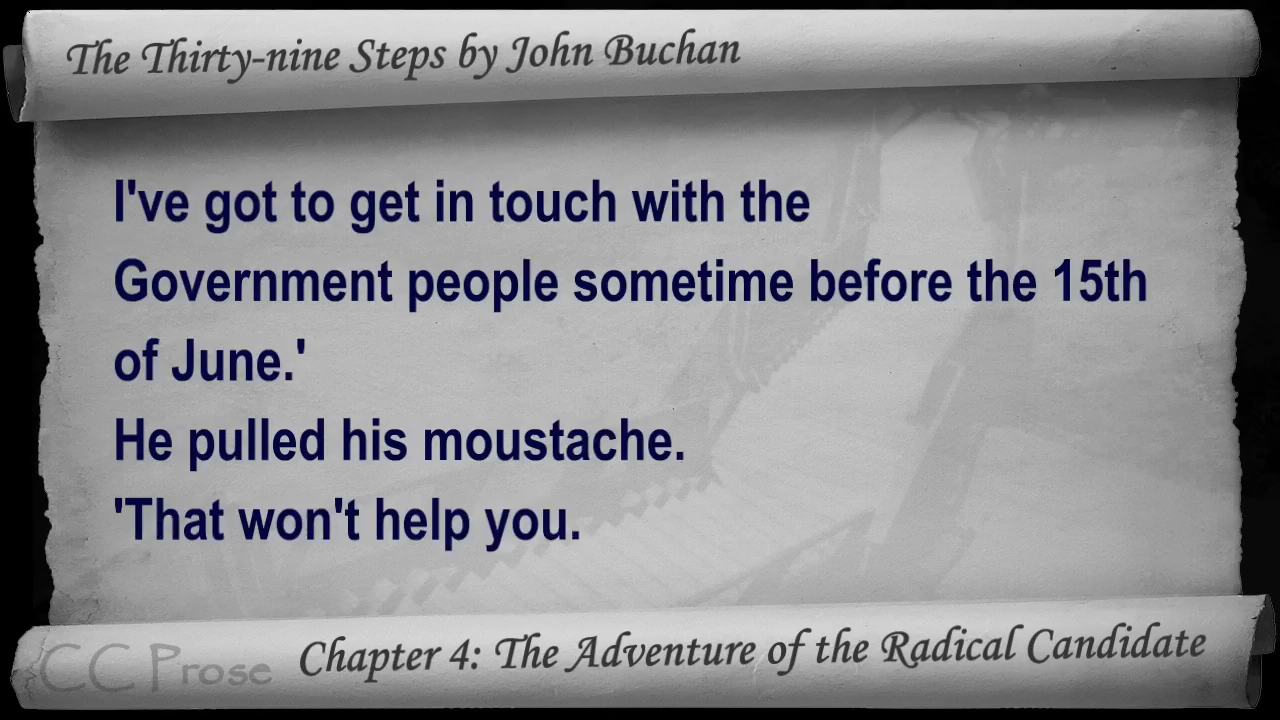 The Thirty-nine Steps by John Buchan
I've got to get in touch with the
Government people sometime before the 15th
of June.'
He pulled his moustache.
'That won't help you.
CC Prose
Chapter 4: The Adventure of the Radical Candidate